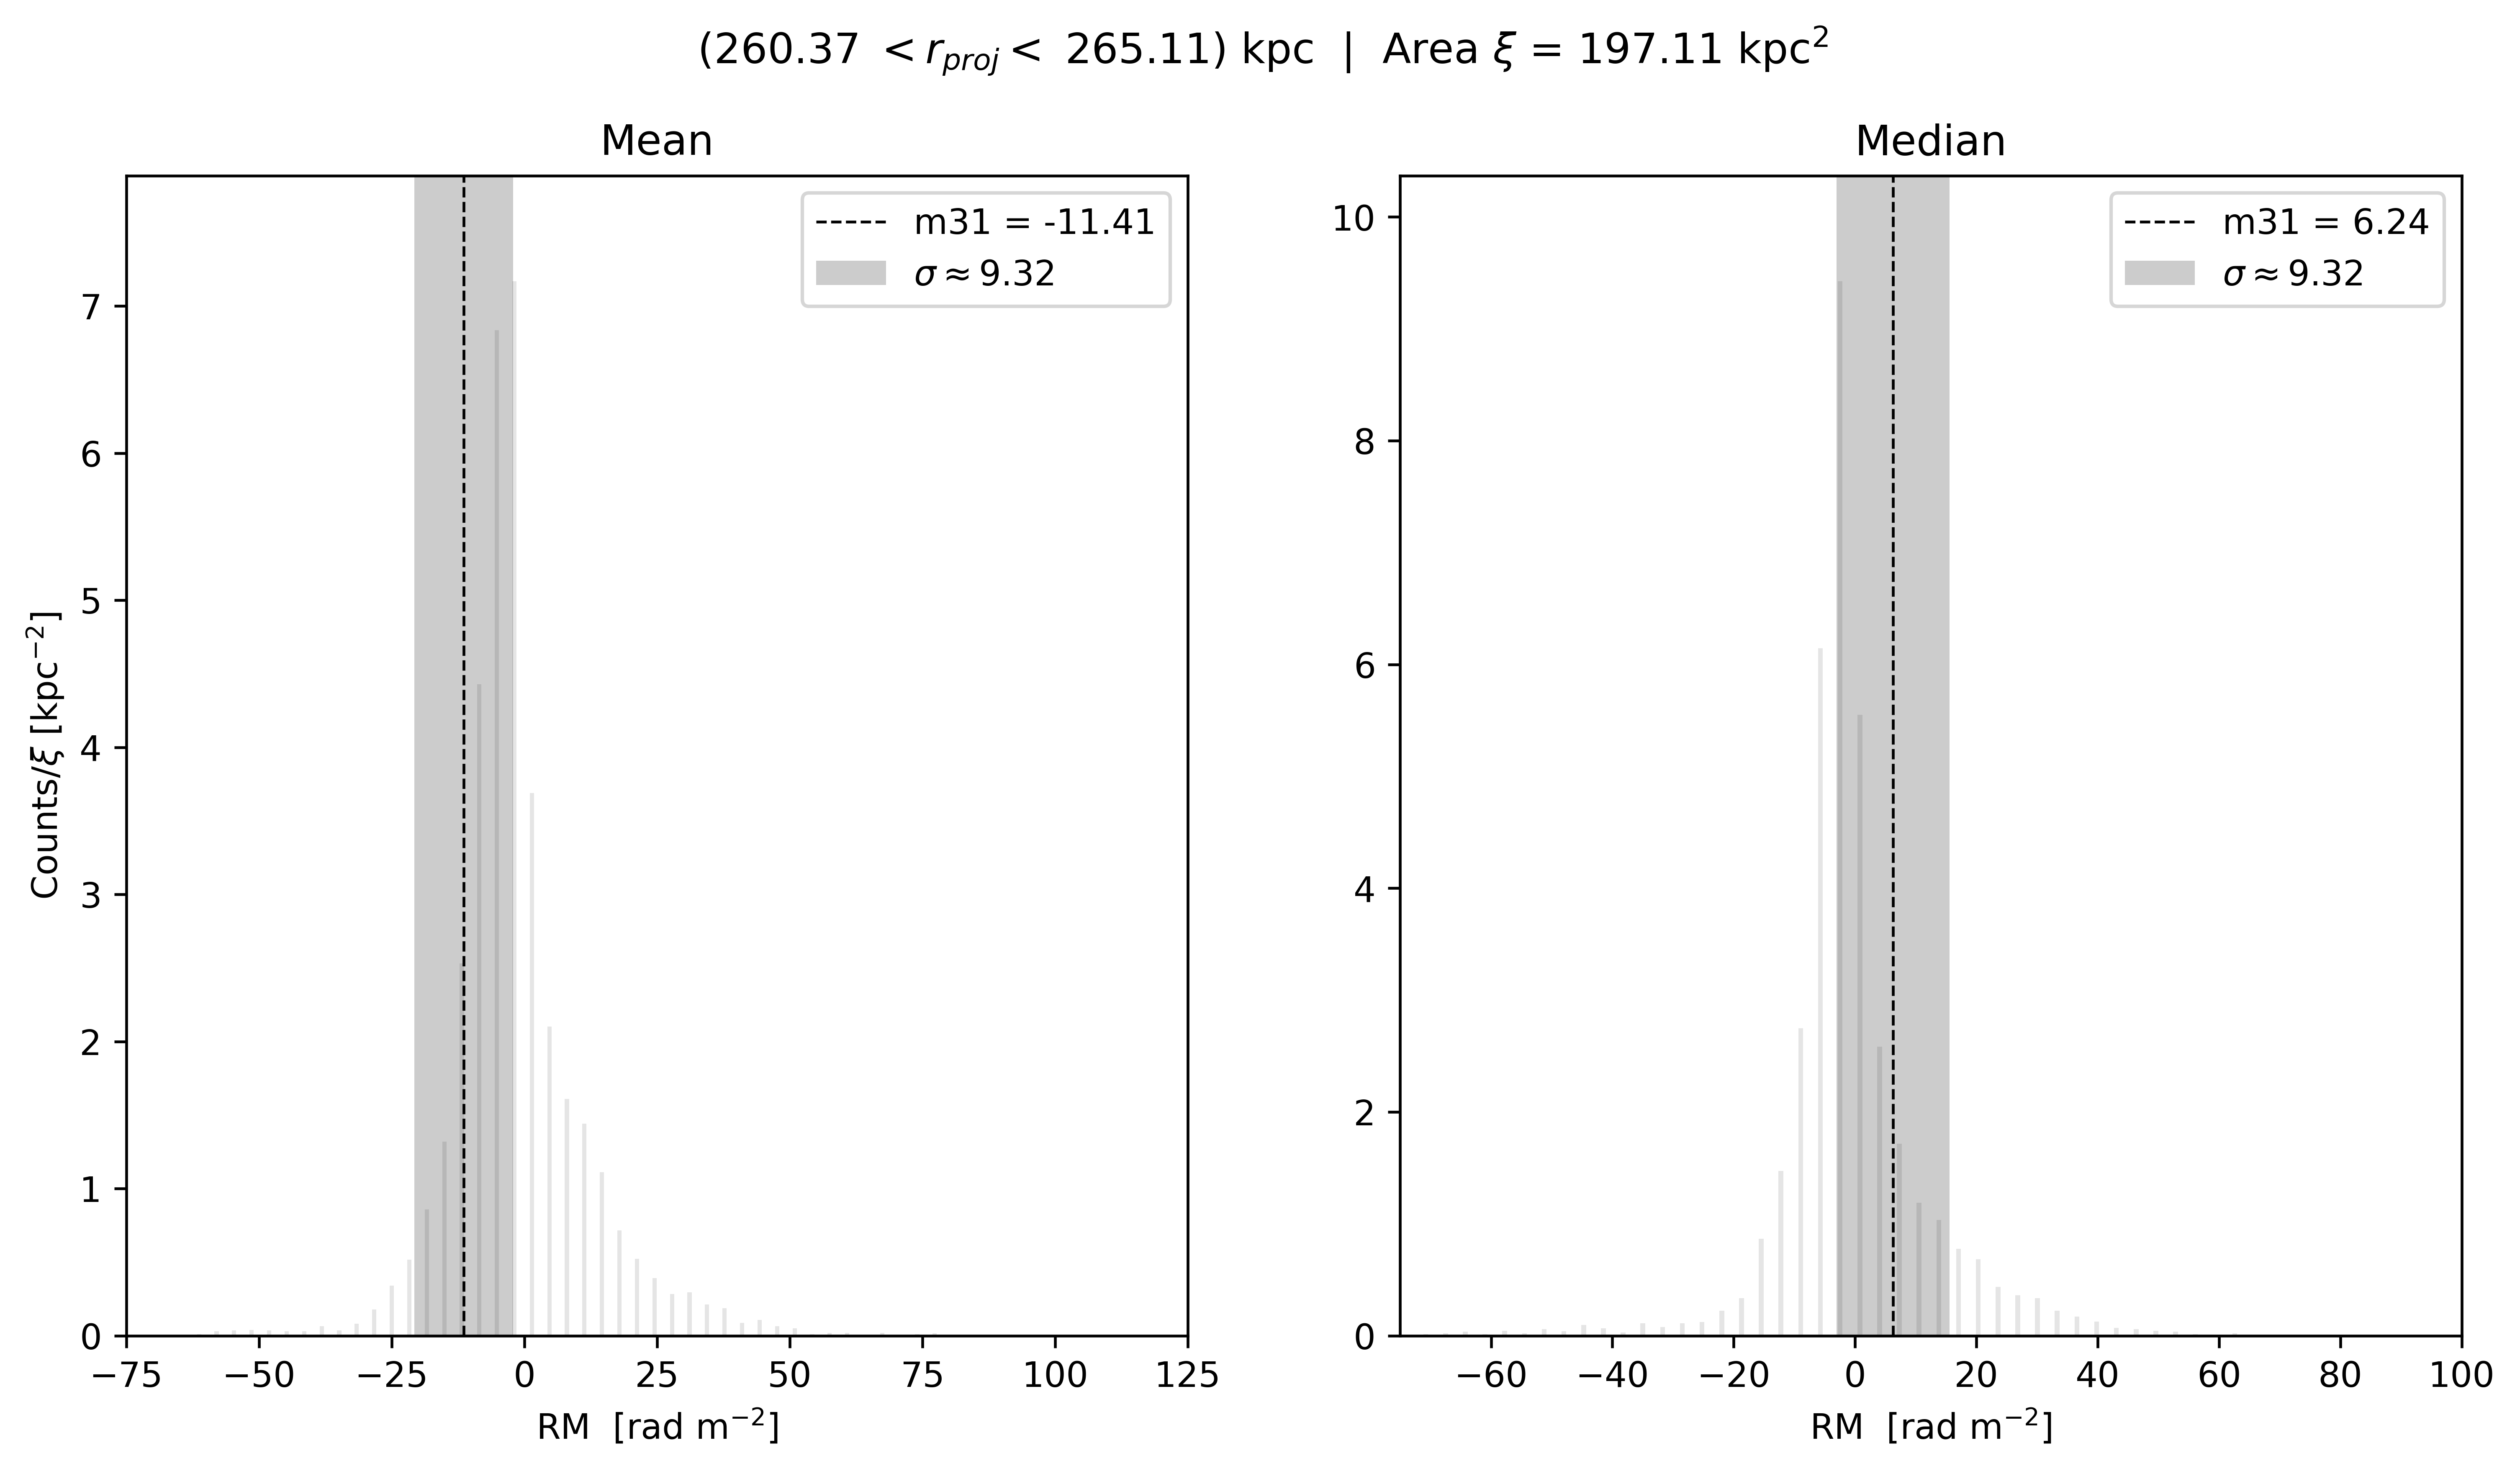 (260.37 < r_proj < 265.11) kpc | Area ξ = 197.11 kpc²
Mean
m31 = -11.41
σ ≈ 9.32
7
6
5
4
3
2
1
0
Counts/ξ [kpc⁻²]
−75 −50 −25 0 25 50 75 100 125
RM [rad m⁻²]
Median
m31 = 6.24
σ ≈ 9.32
10
8
6
4
2
0
−60 −40 −20 0 20 40 60 80 100
RM [rad m⁻²]